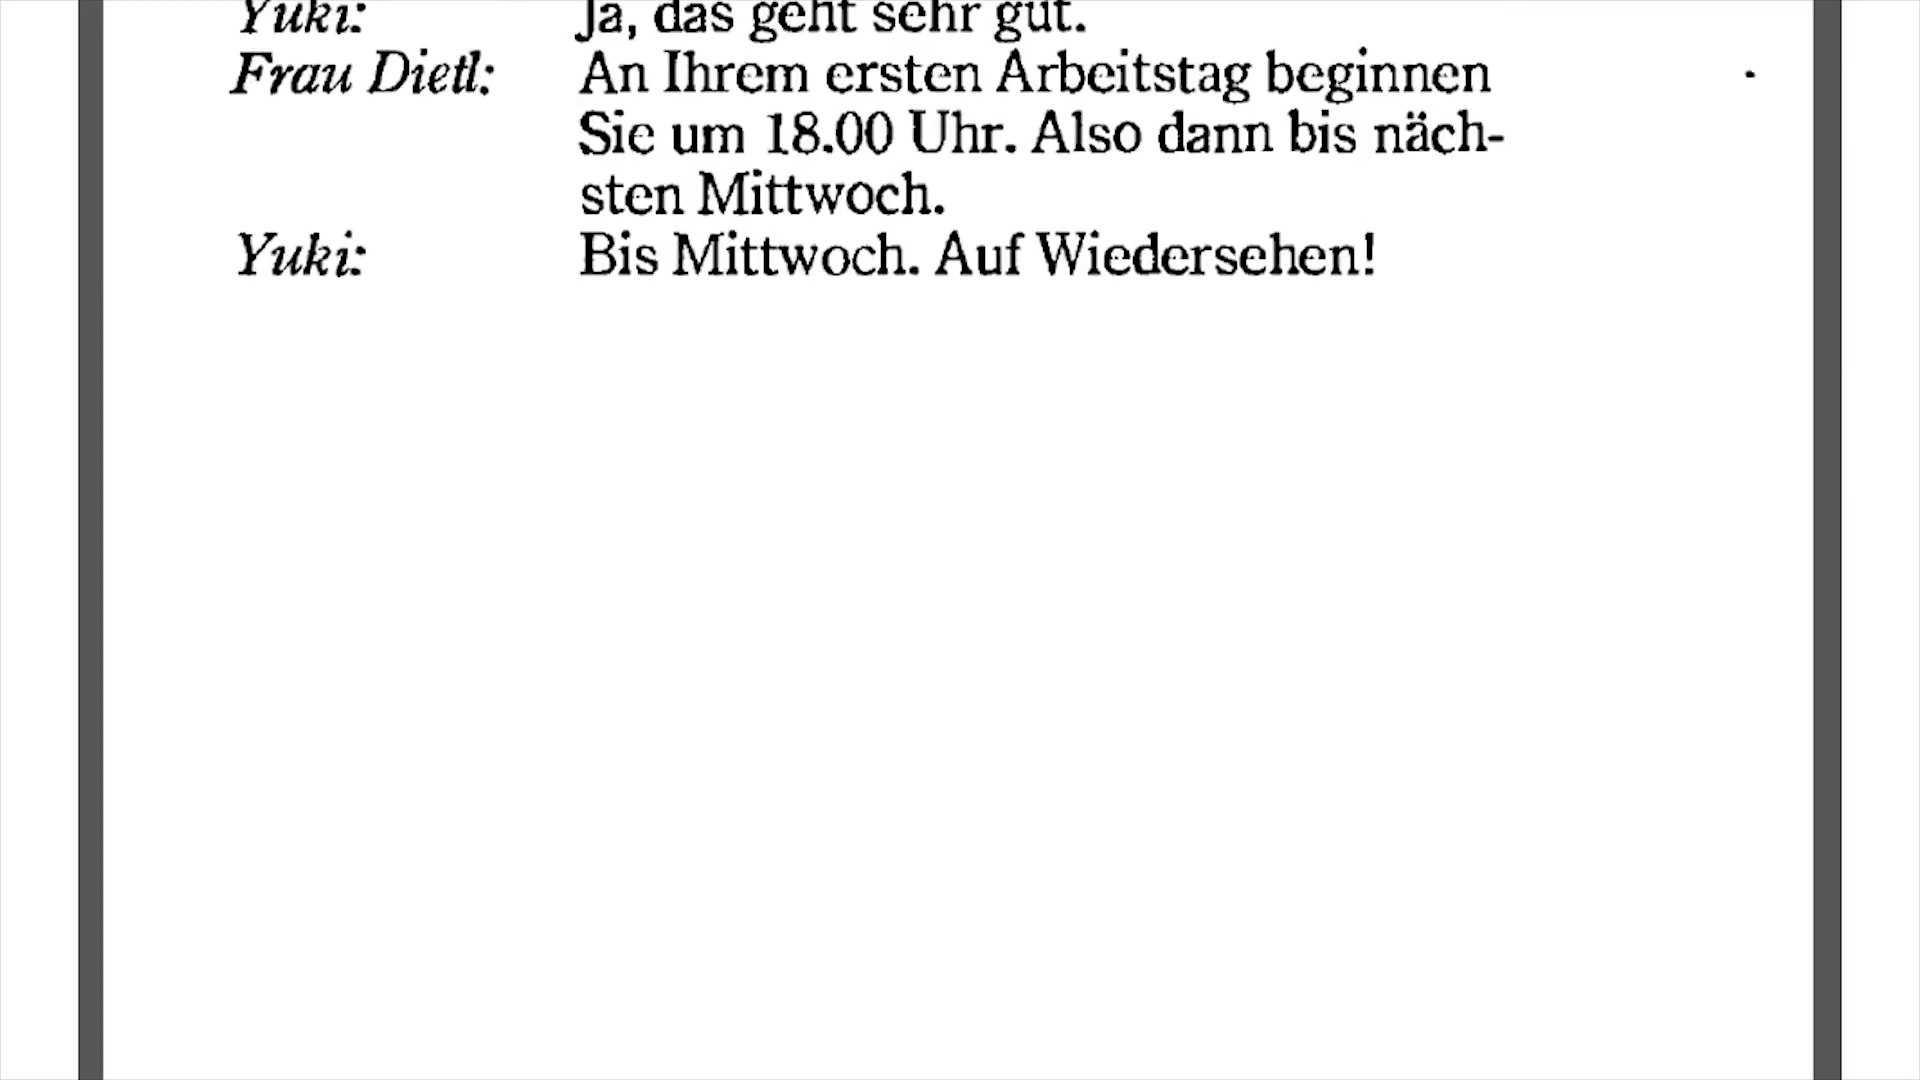 Yuki: Ja, das geht sehr gut.
Frau Dietl: An Ihrem ersten Arbeitstag beginnen
Sie um 18.00 Uhr. Also dann bis näch-
sten Mittwoch.
Yuki: Bis Mittwoch. Auf Wiedersehen!